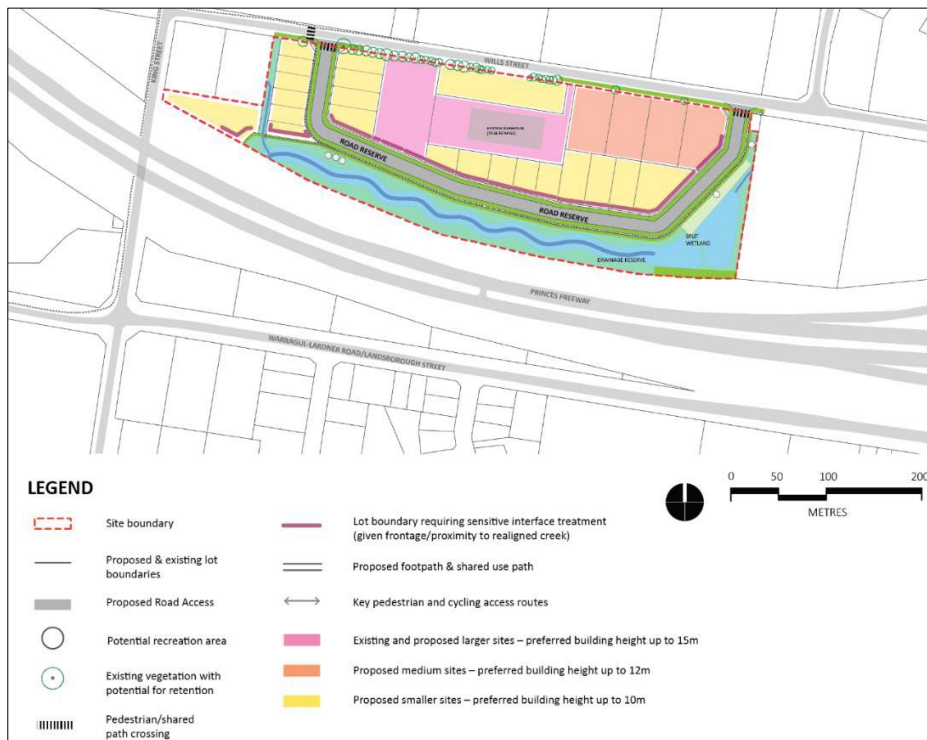 WILLS STREET
KING STREET
EXISTING WAREHOUSE
(TO BE RETAINED)
ROAD RESERVE
ROAD RESERVE
SPLIT
WETLAND
DRAINAGE RESERVE
PRINCES FREEWAY
WARRAGUL-LARDNER ROAD/LANDSBOROUGH STREET
LEGEND
0 50 100 200
METRES
Site boundary
Proposed & existing lot
boundaries
Proposed Road Access
Potential recreation area
Existing vegetation with
potential for retention
Pedestrian/shared
path crossing
Lot boundary requiring sensitive interface treatment
(given frontage/proximity to realigned creek)
Proposed footpath & shared use path
Key pedestrian and cycling access routes
Existing and proposed larger sites – preferred building height up to 15m
Proposed medium sites – preferred building height up to 12m
Proposed smaller sites – preferred building height up to 10m